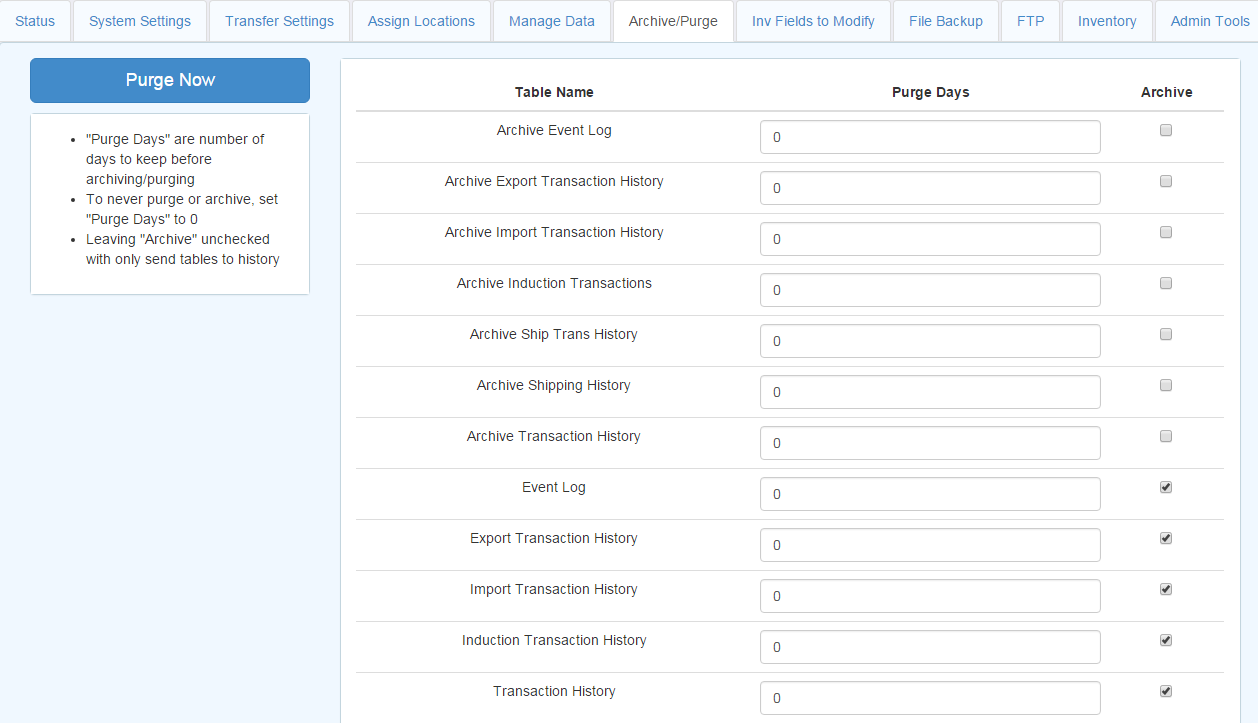 Status System Settings Transfer Settings Assign Locations Manage Data Archive/Purge Inv Fields to Modify File Backup FTP Inventory Admin Tools
Purge Now
"Purge Days" are number of
days to keep before
archiving/purging
To never purge or archive, set
"Purge Days" to 0
Leaving "Archive" unchecked
with only send tables to history
Table Name Purge Days Archive
Archive Event Log 0
Archive Export Transaction History 0
Archive Import Transaction History 0
Archive Induction Transactions 0
Archive Ship Trans History 0
Archive Shipping History 0
Archive Transaction History 0
Event Log 0
Export Transaction History 0
Import Transaction History 0
Induction Transaction History 0
Transaction History 0